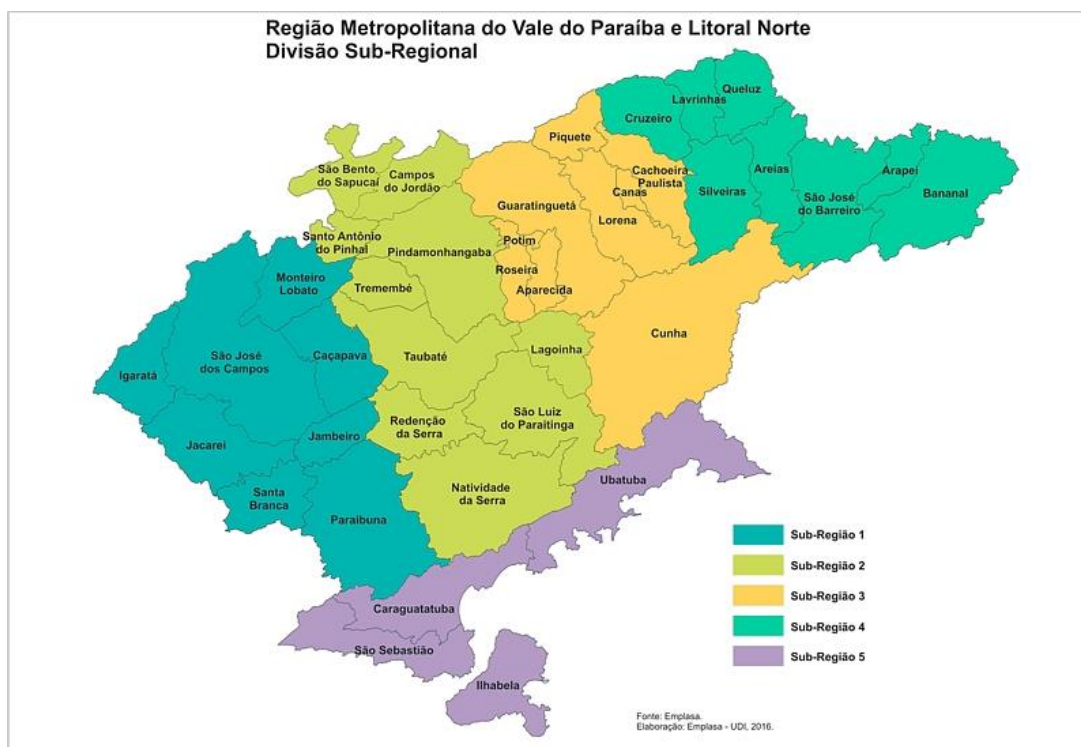 Região Metropolitana do Vale do Paraíba e Litoral Norte
Divisão Sub-Regional
Queluz
Lavrinhas
Cruzeiro
Piquete
São Bento
do Sapucaí
Campos
do Jordão
Cachoeira
Paulista
Canas
Silveiras
Areias
São José
do Barreiro
Arapeí
Bananal
Guaratinguetá
Lorena
Santo Antônio
do Pinhal
Pindamonhangaba
Potim
Roseira
Aparecida
Monteiro
Lobato
Tremembé
Cunha
Igaratá
São José
dos Campos
Caçapava
Taubaté
Lagoinha
Redenção
da Serra
São Luiz
do Paraitinga
Jacareí
Jambeiro
Santa
Branca
Paraibuna
Natividade
da Serra
Ubatuba
Caraguatatuba
São Sebastião
Ilhabela
Sub-Região 1
Sub-Região 2
Sub-Região 3
Sub-Região 4
Sub-Região 5
Fonte: Emplasa.
Elaboração: Emplasa - UDI, 2016.